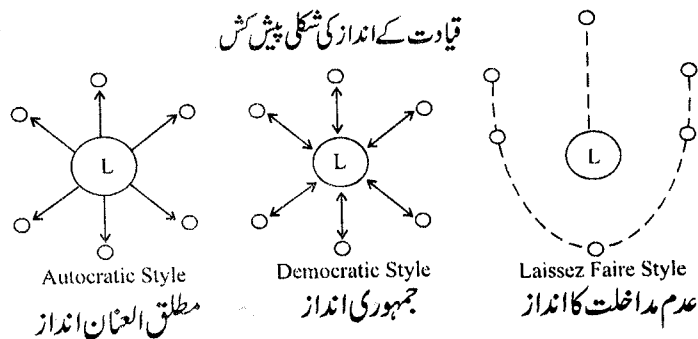 قیادت کے انداز کی شکلی پیش کش
L
L
L
Autocratic Style
Democratic Style
Laissez Faire Style
مطلق العنان انداز
جمہوری انداز
عدم مداخلت کا انداز